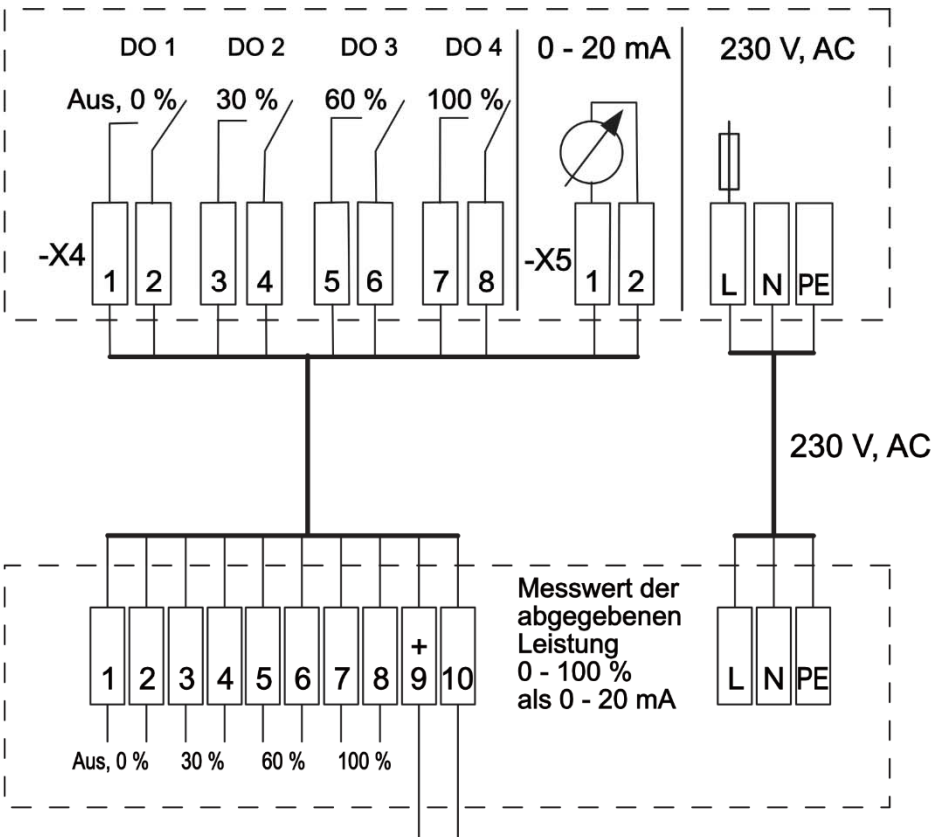 DO 1 DO 2 DO 3 DO 4 0 - 20 mA 230 V, AC
Aus, 0 % 30 % 60 % 100 %
-X4 1 2 3 4 5 6 7 8 -X5 1 2 L N PE
230 V, AC
Messwert der
abgegebenen
Leistung
0 - 100 %
als 0 - 20 mA
+
1 2 3 4 5 6 7 8 9 10 L N PE
Aus, 0 % 30 % 60 % 100 %